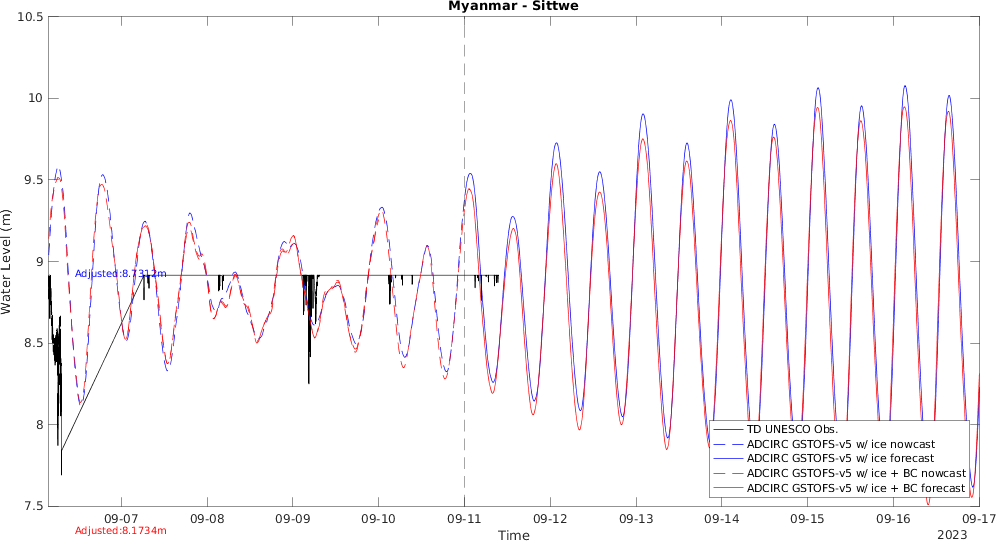 Myanmar - Sittwe
10.5
10
9.5
9
8.5
8
7.5
Water Level (m)
Adjusted:8.7312m
Adjusted:8.1734m
TD UNESCO Obs.
ADCIRC GSTOFS-v5 w/ ice nowcast
ADCIRC GSTOFS-v5 w/ ice forecast
ADCIRC GSTOFS-v5 w/ ice + BC nowcast
ADCIRC GSTOFS-v5 w/ ice + BC forecast
09-07 09-08 09-09 09-10 09-11 09-12 09-13 09-14 09-15 09-16 09-17
Time
2023